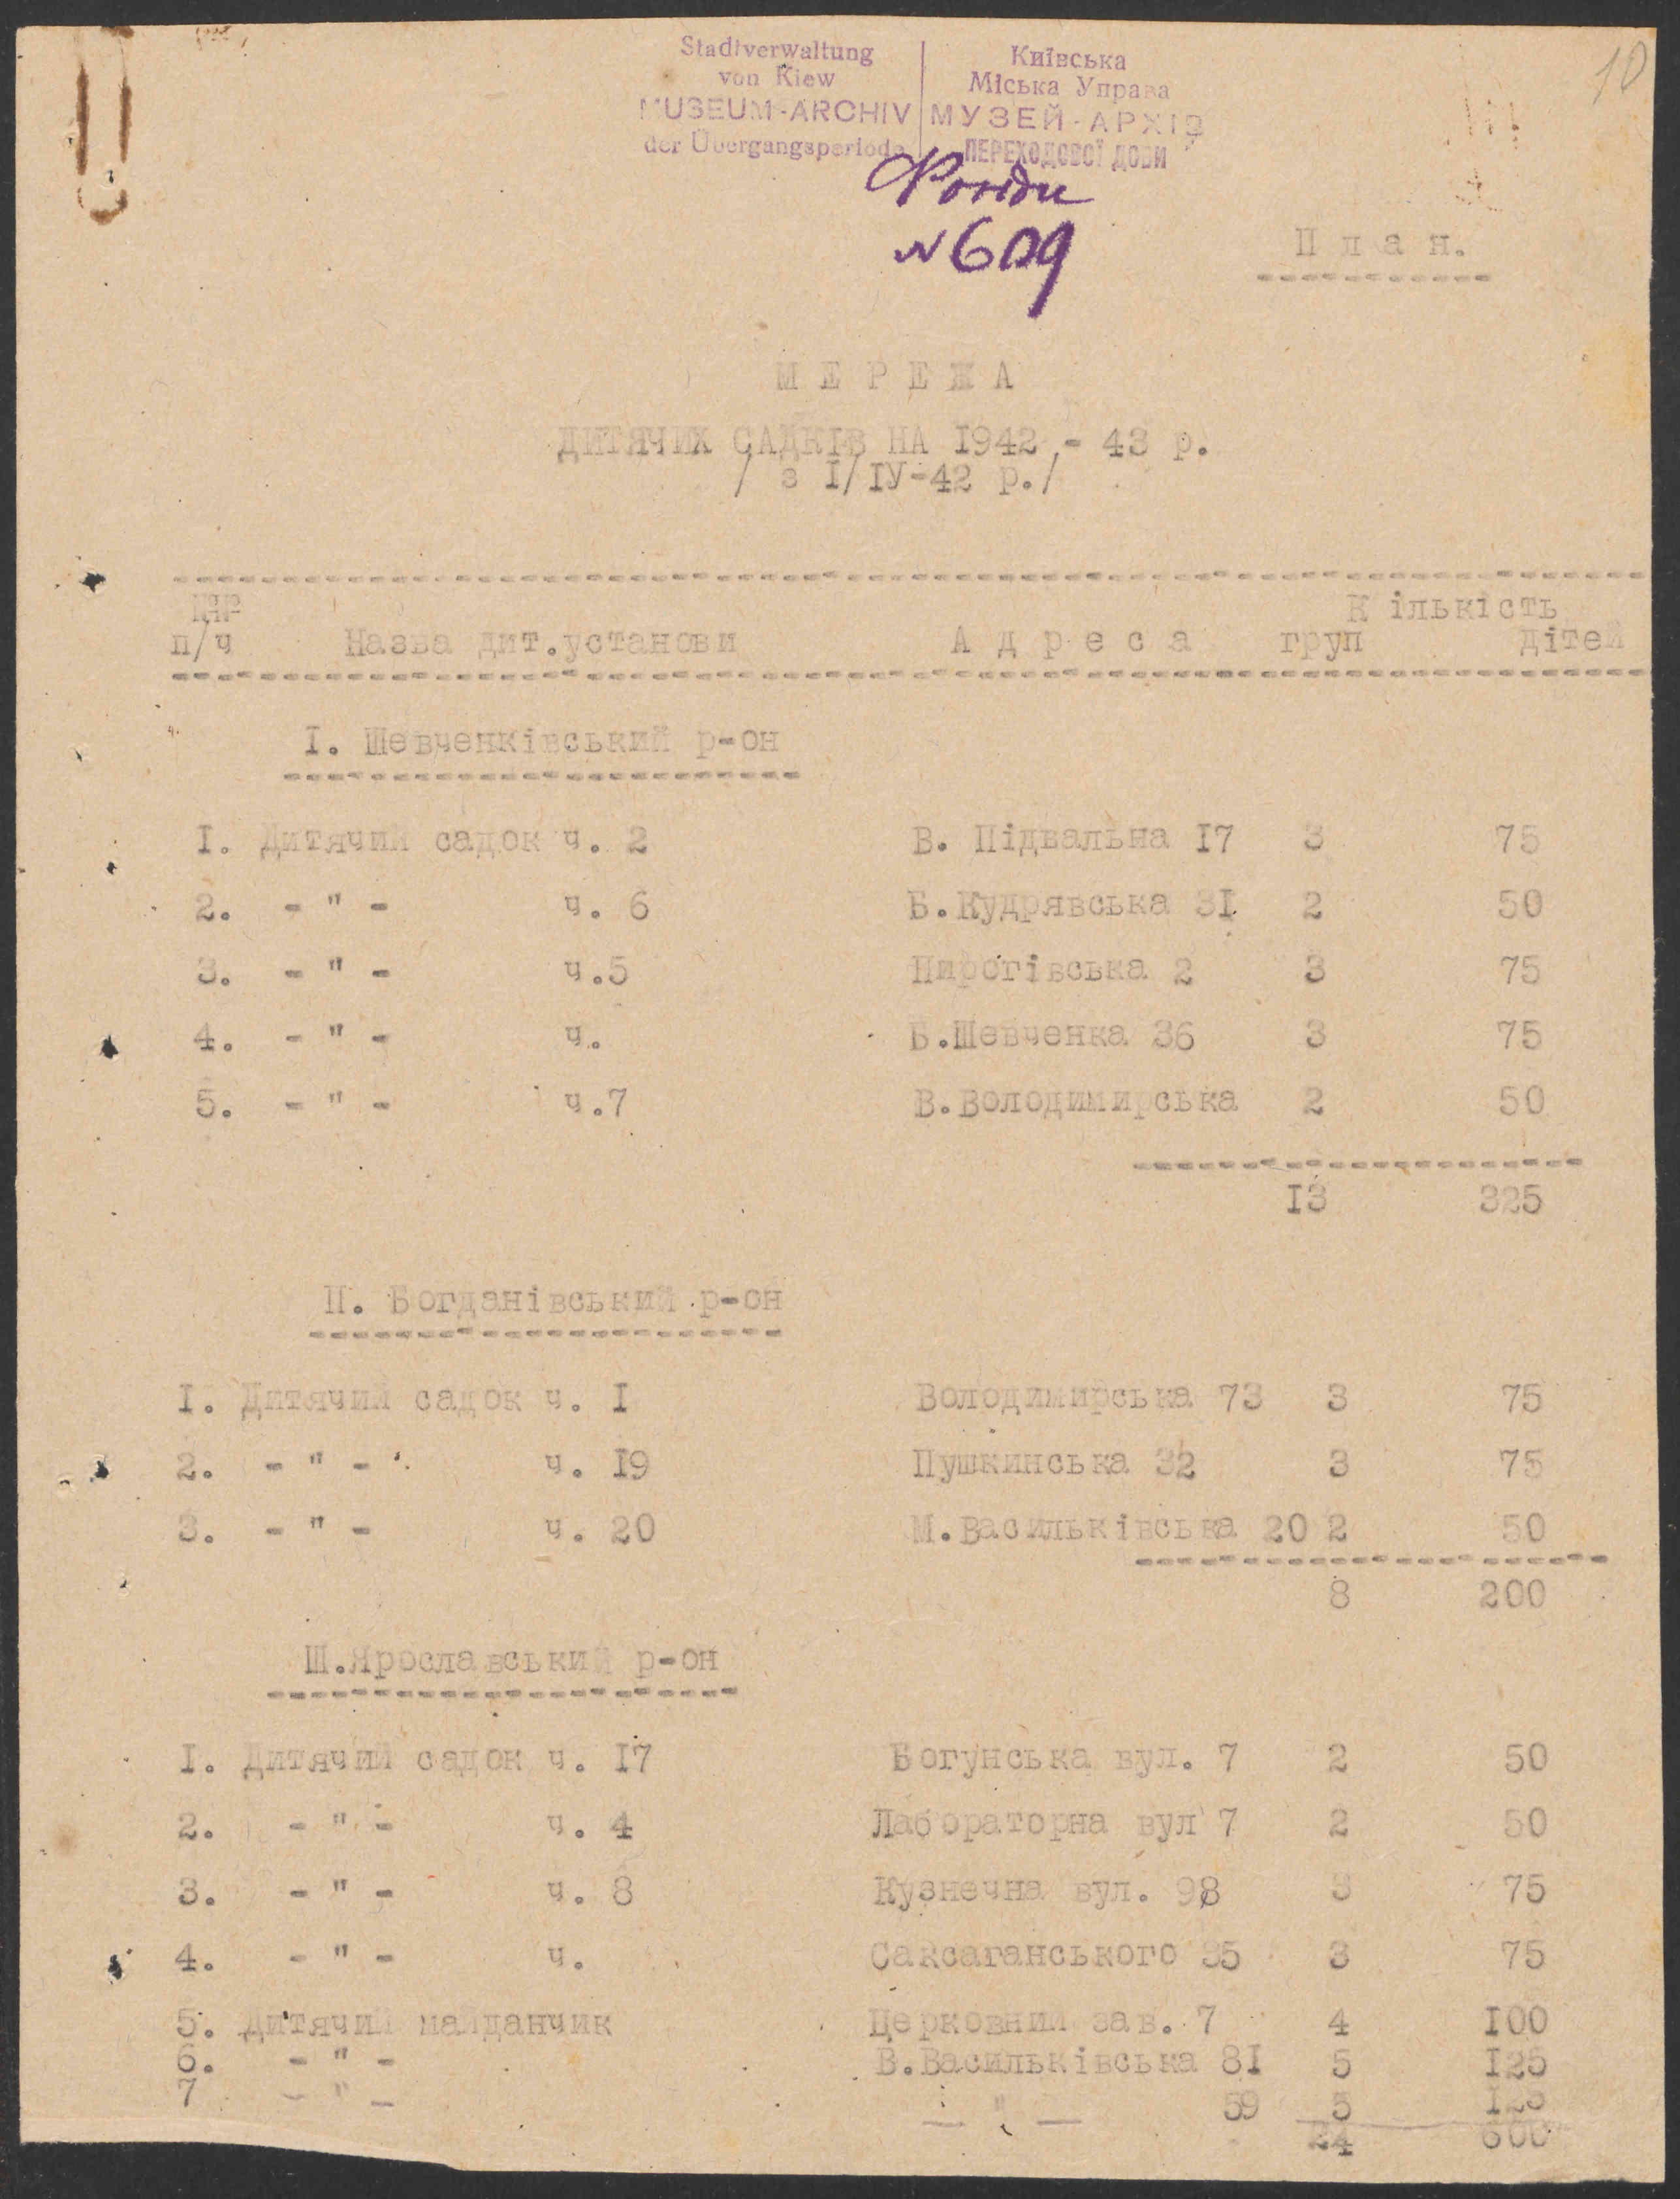 10
Stadtverwaltung
von Kiew
MUSEUM-ARCHIV
der Übergangsperiode
Київська
Міська Управа
МУЗЕЙ-АРХІВ
ПЕРЕХОДОВОЇ ДОБИ
Фонди
№609
П л а н.
М Е Р Е Ж А
ДИТЯЧИХ САДКІВ НА 1942 - 43 р.
/ з І/ІУ-42 р./
№№ К ількість
п/ч Назва дит.установи А д р е с а груп дітей
І. Шевченківський р-он
І. Дитячий садок ч. 2 В. Підвальна І7 3 75
2. - " - ч. 6 Б.Кудрявська 3І 2 50
3. - " - ч.5 Пирогівська 2 3 75
4. - " - ч. Б.Шевченка 36 3 75
5. - " - ч.7 В.Володимирська 2 50
І3 325
ІІ. Богданівський р-он
І. Дитячий садок ч. І Володимирська 73 3 75
2. - " - ч. І9 Пушкинська 32 3 75
3. - " - ч. 20 М.Васильківська 20 2 50
8 200
Ш.Ярославський р-он
І. Дитячий садок ч. І7 Богунська вул. 7 2 50
2. - " - ч. 4 Лабораторна вул 7 2 50
3. - " - ч. 8 Кузнечна вул. 98 3 75
4. - " - ч. Саксаганського 35 3 75
5. Дитячий майданчик Церковний зав. 7 4 І00
6. - " - В.Васильківська 8І 5 І25
7 - " - - " - 59 5 І25
24 600